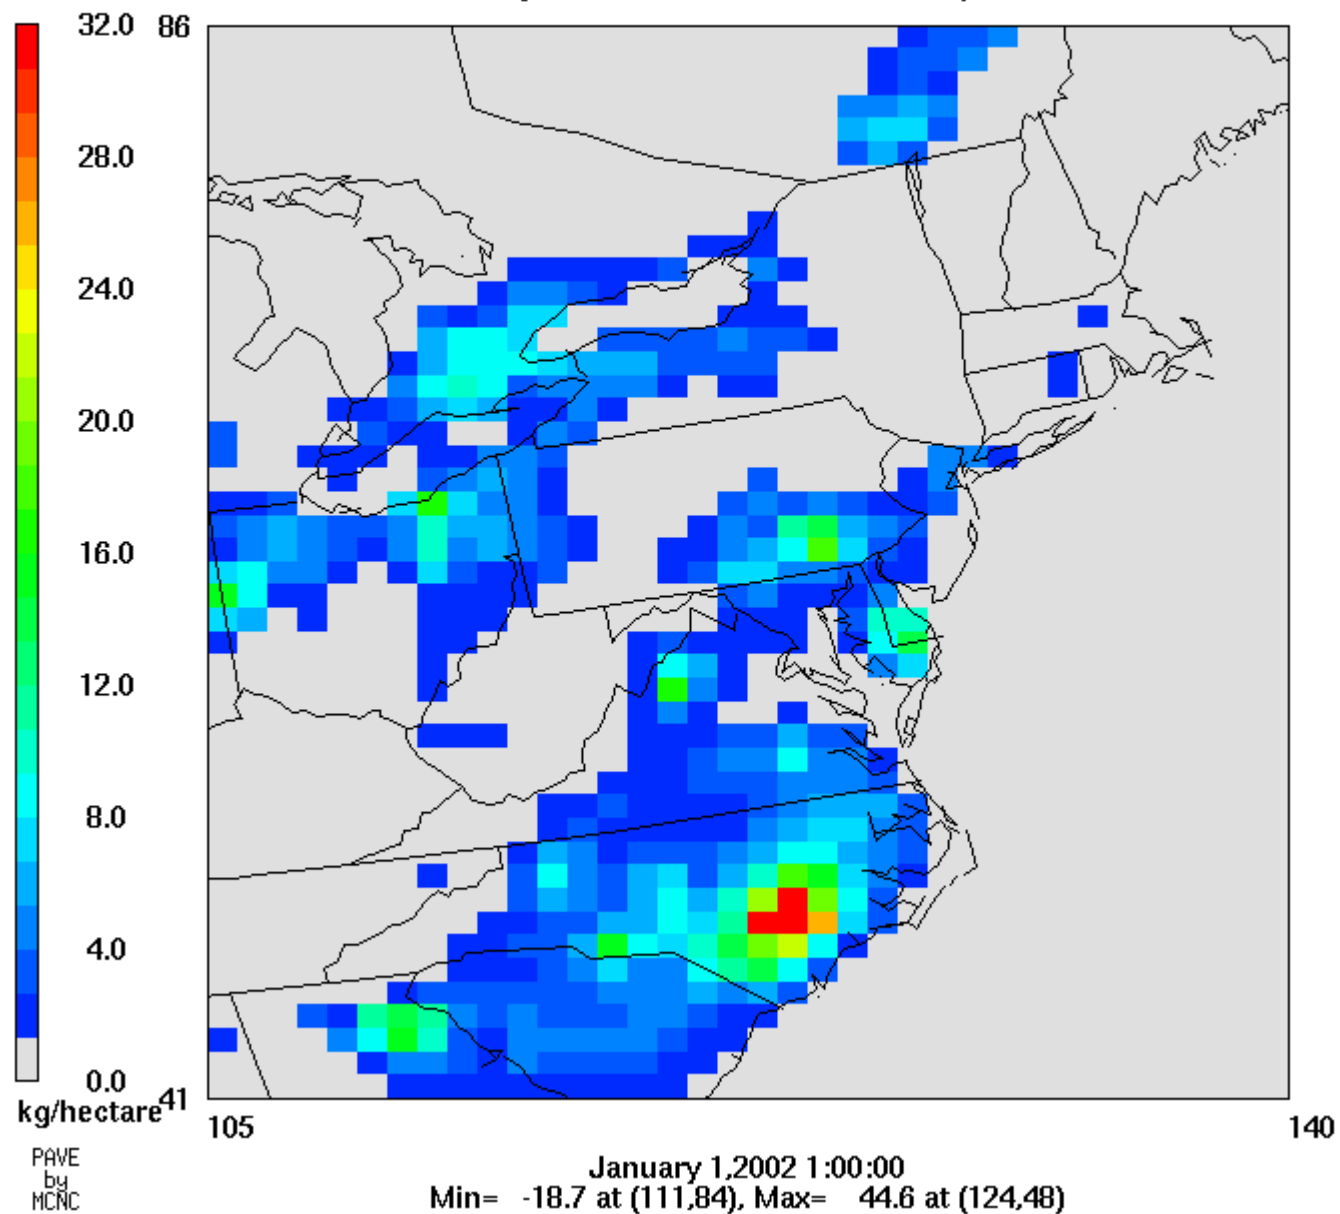 32.0
28.0
24.0
20.0
16.0
12.0
8.0
4.0
0.0
kg/hectare
86
41
105
140
PAVE
by
MCNC
January 1,2002 1:00:00
Min= -18.7 at (111,84), Max= 44.6 at (124,48)